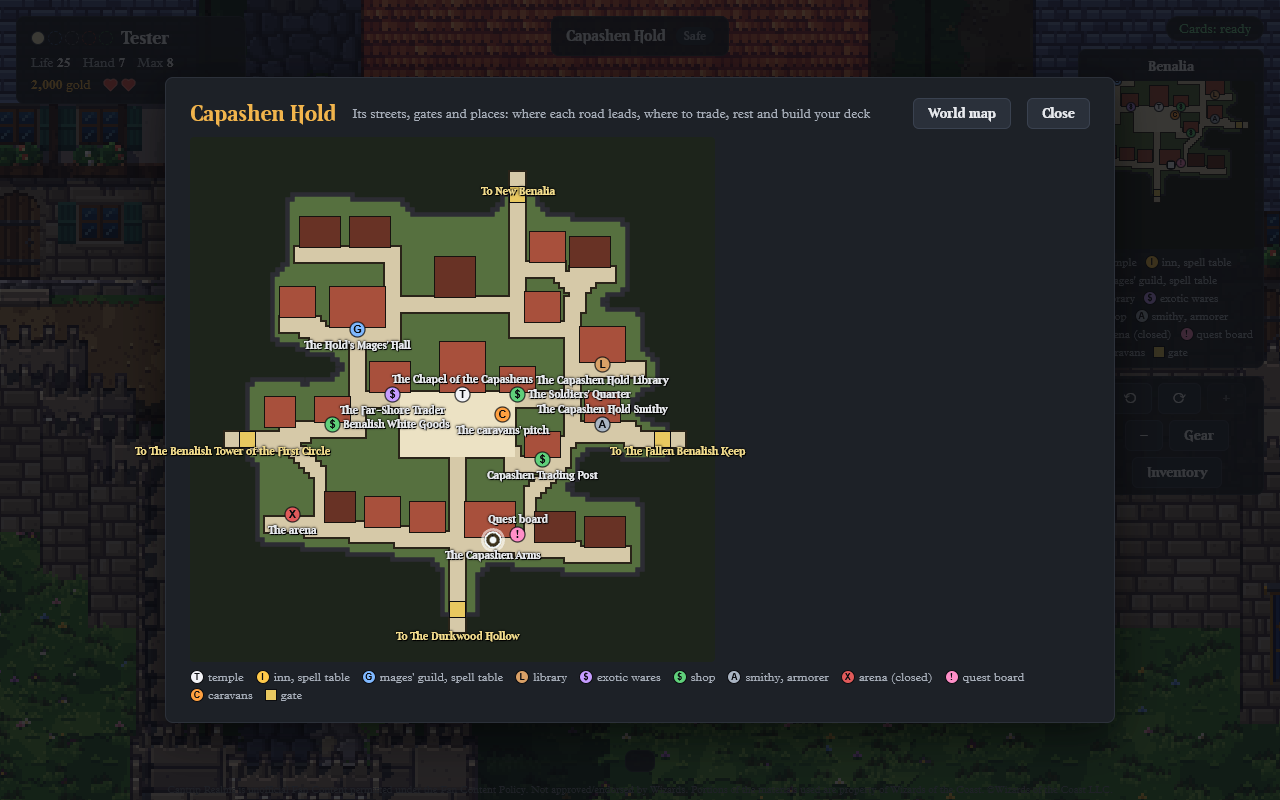 Tester
Life 25 Hand 7 Max 8
2,000 gold
Capashen Hold Safe
Cards: ready
Benalia
Capashen Hold
Its streets, gates and places: where each road leads, where to trade, rest and build your deck
World map
Close
To New Benalia
G
The Hold's Mages' Hall
L
The Chapel of the Capashens
The Capashen Hold Library
$
T
$
The Soldiers' Quarter
The Far-Shore Trader
C
The Capashen Hold Smithy
$
Benalish White Goods
The caravans' pitch
A
To The Benalish Tower of the First Circle
To The Fallen Benalish Keep
$
Capashen Trading Post
X
The arena
Quest board
!
The Capashen Arms
To The Durkwood Hollow
T temple
I inn, spell table
G mages' guild, spell table
L library
$ exotic wares
$ shop
A smithy, armorer
X arena (closed)
! quest board
C caravans
gate
inn, spell table
guild, spell table
exotic wares
A smithy, armorer
(closed) ! quest board
gate
Gear
Inventory